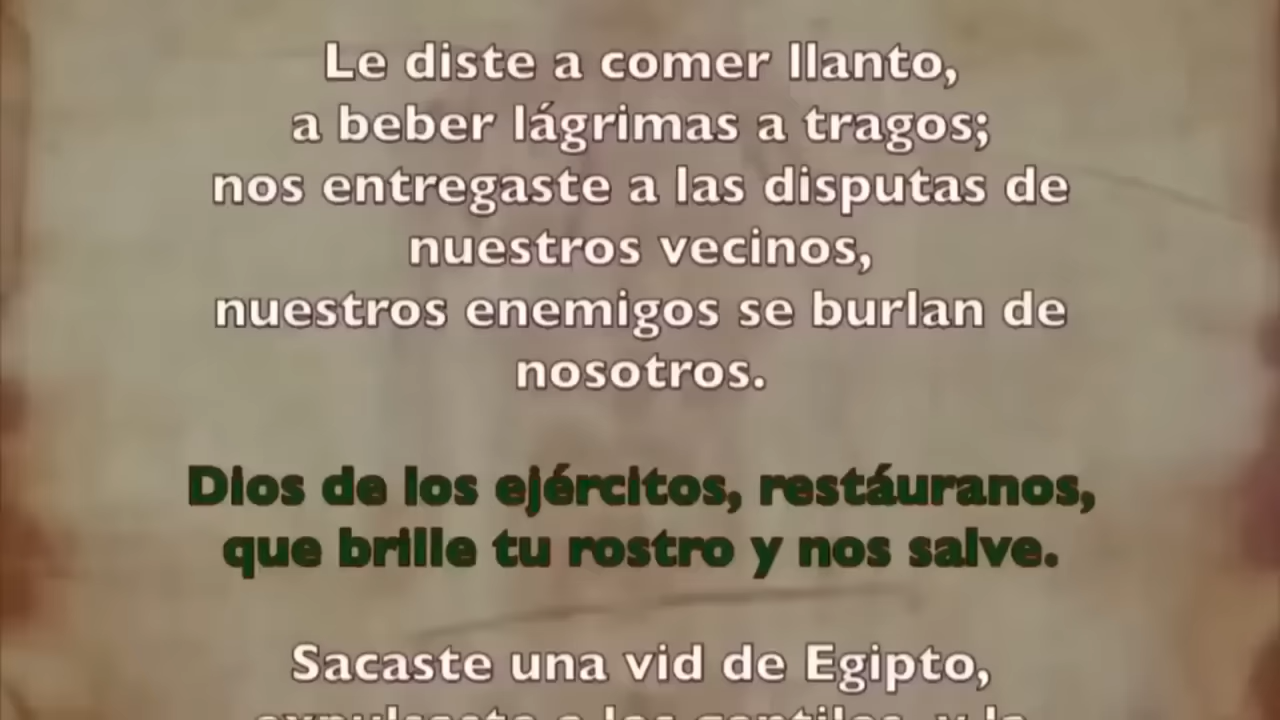 Le diste a comer llanto,
a beber lágrimas a tragos;
nos entregaste a las disputas de
nuestros vecinos,
nuestros enemigos se burlan de
nosotros.
Dios de los ejércitos, restáuranos,
que brille tu rostro y nos salve.
Sacaste una vid de Egipto,